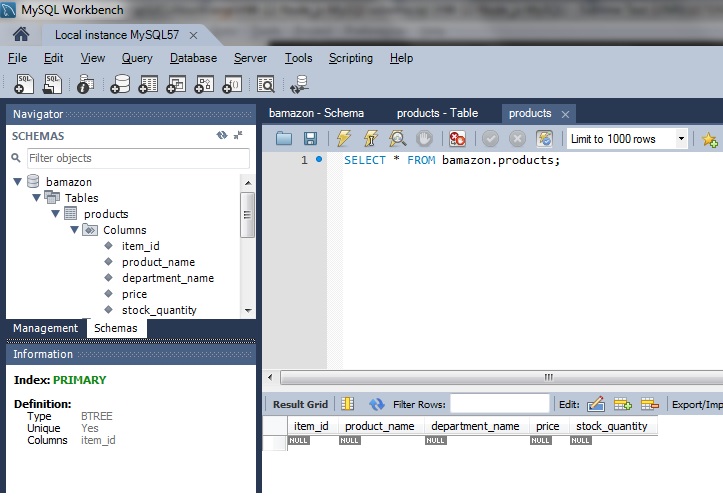 MySQL Workbench
Local instance MySQL57
File Edit View Query Database Server Tools Scripting Help
SQL SQL
Navigator bamazon - Schema products - Table products
SCHEMAS
Limit to 1000 rows
Filter objects
1 SELECT * FROM bamazon.products;
bamazon
Tables
products
Columns
item_id
product_name
department_name
price
stock_quantity
Management Schemas
Information
Index: PRIMARY
Definition:
Type BTREE
Unique Yes
Columns item_id
Result Grid Filter Rows: Edit: Export/Imp
item_id product_name department_name price stock_quantity
NULL NULL NULL NULL NULL